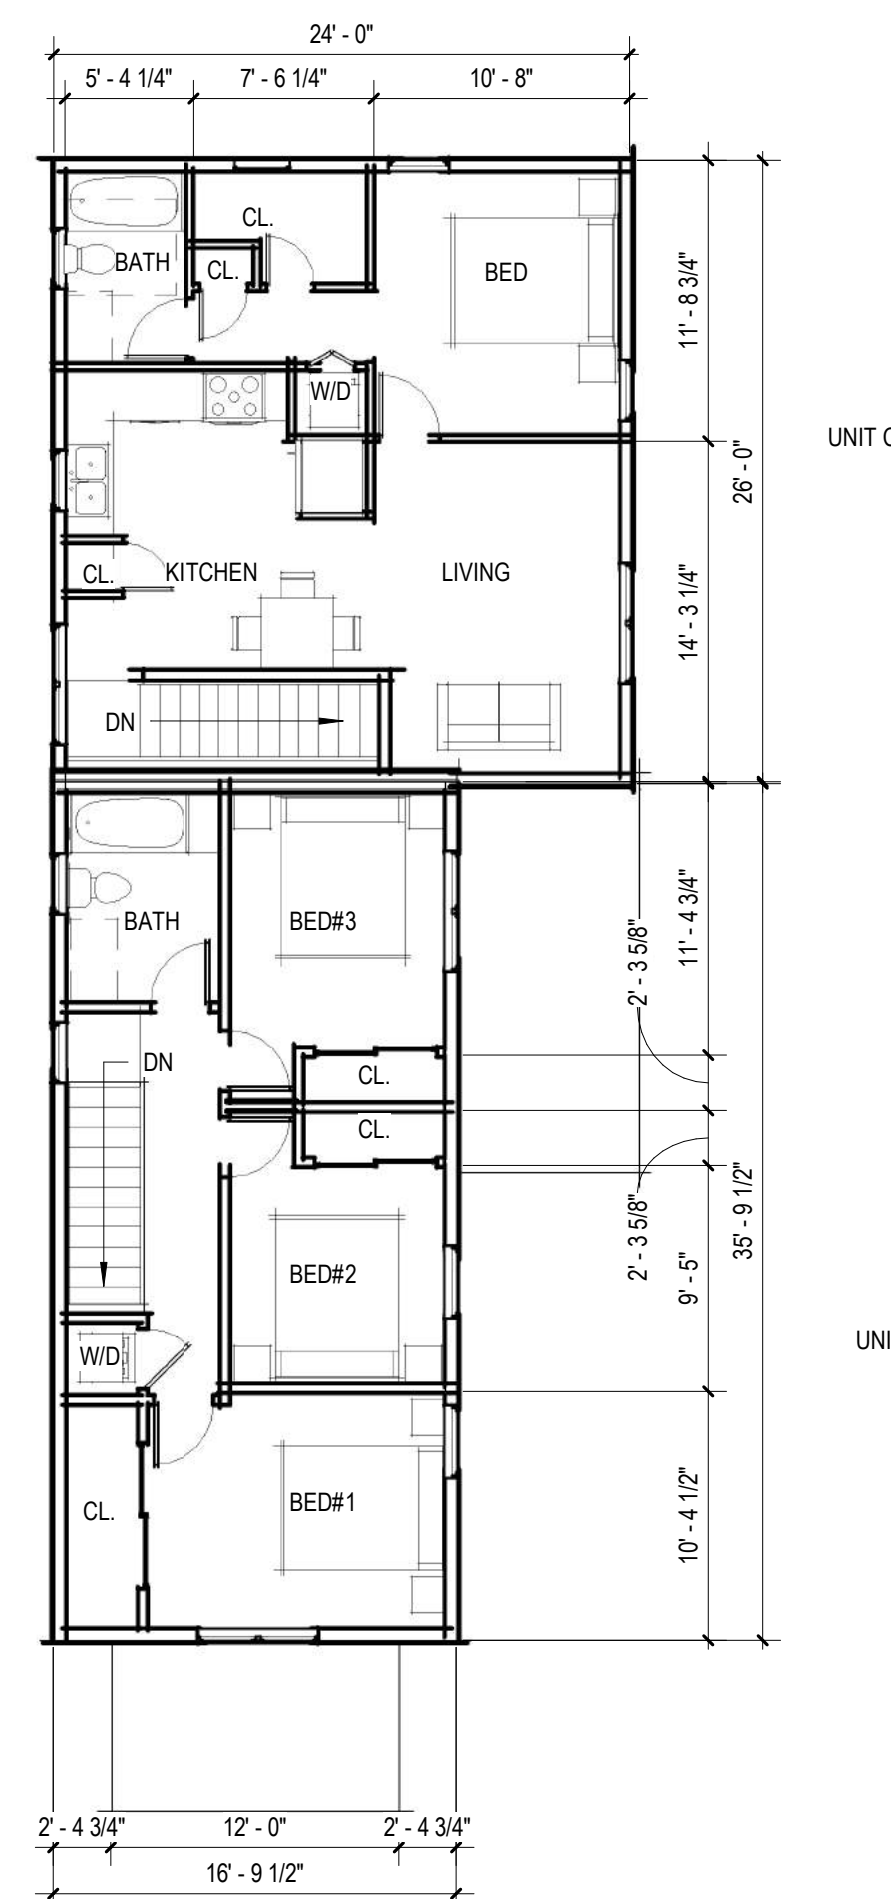 24' - 0"
5' - 4 1/4"
7' - 6 1/4"
10' - 8"
CL.
BATH
CL.
BED
11' - 8 3/4"
W/D
UNIT
26' - 0"
CL.
KITCHEN
LIVING
14' - 3 1/4"
DN
BATH
BED#3
11' - 4 3/4"
2' - 3 5/8"
DN
CL.
CL.
2' - 3 5/8"
35' - 9 1/2"
BED#2
9' - 5"
W/D
UNI
CL.
BED#1
10' - 4 1/2"
2' - 4 3/4"
12' - 0"
2' - 4 3/4"
16' - 9 1/2"